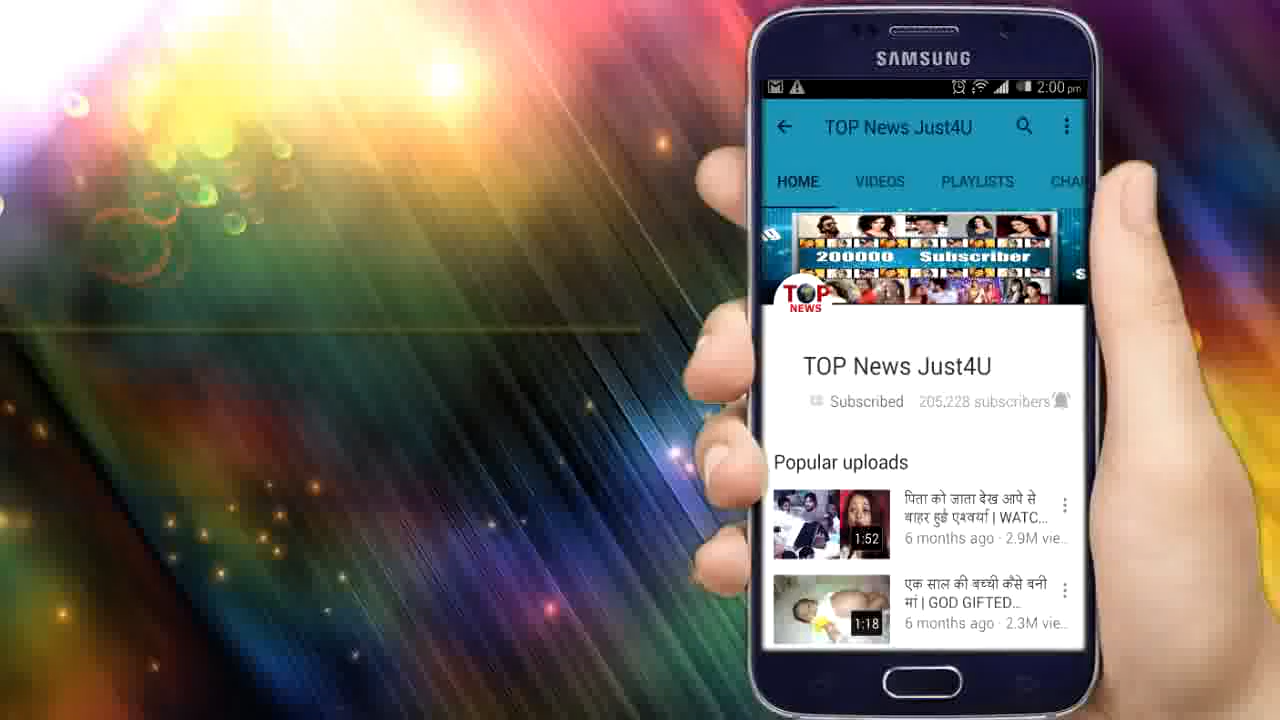 SAMSUNG
2:00 pm
TOP News Just4U
HOME VIDEOS PLAYLISTS CHA
200000 Subscriber
S
TOP
NEWS
TOP News Just4U
Subscribed 205,228 subscribers
Popular uploads
पिता को जाता देख आपे से
बाहर हुई एश्वर्या | WATC...
1:52
6 months ago · 2.9M vie..
एक साल की बच्ची कैसे बनी
मां | GOD GIFTED...
1:18
6 months ago · 2.3M vie..